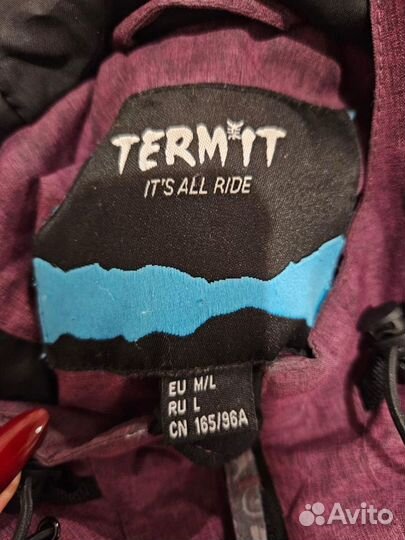 TERMIT
IT'S ALL RIDE
EU M/L
RU L
CN 165/96A
Avito